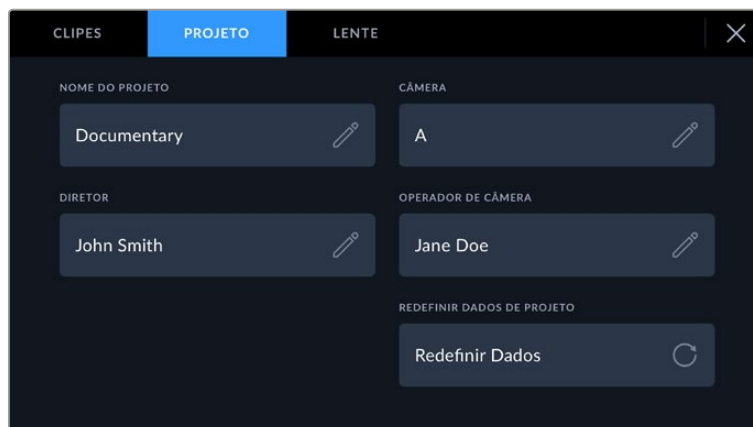 CLIPES
PROJETO
LENTE
NOME DO PROJETO
Documentary
CÂMERA
A
DIRETOR
John Smith
OPERADOR DE CÂMERA
Jane Doe
REDEFINIR DADOS DE PROJETO
Redefinir Dados